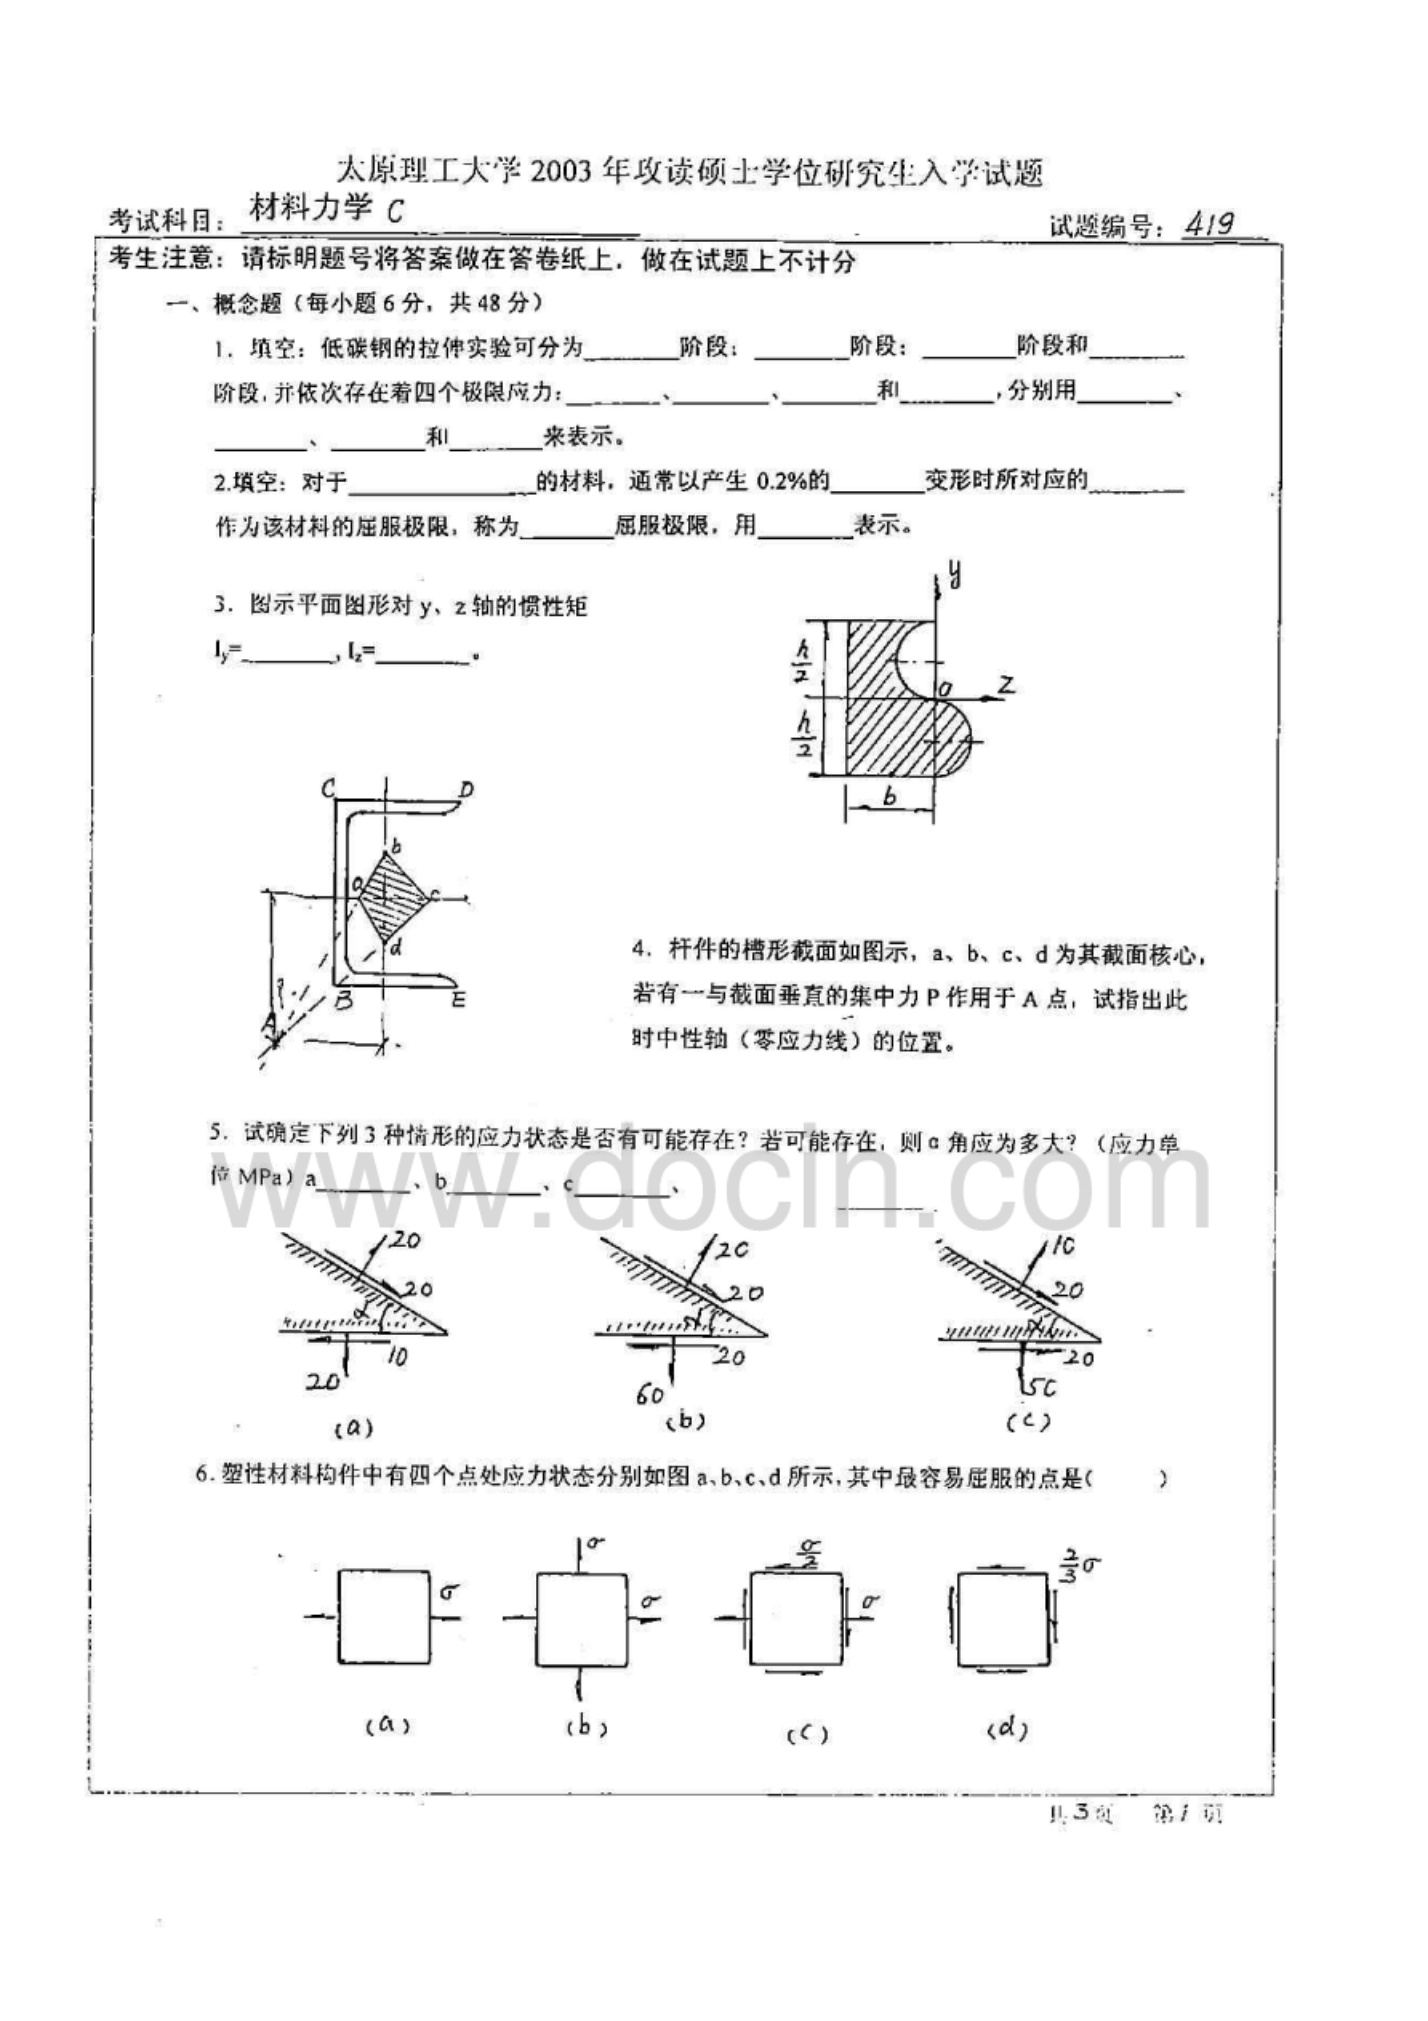 太原理工大学 2003 年攻读硕士学位研究生入学试题
考试科目：材料力学 C 试题编号：419
考生注意：请标明题号将答案做在答卷纸上，做在试题上不计分
一、概念题（每小题 6 分，共 48 分）
1．填空：低碳钢的拉伸实验可分为________阶段；________阶段；________阶段和________
阶段，并依次存在着四个极限应力：________、________、________和________，分别用________、
________、________和________来表示。
2.填空：对于________________的材料，通常以产生 0.2%的________变形时所对应的________
作为该材料的屈服极限，称为________屈服极限，用________表示。
3．图示平面图形对 y、z 轴的惯性矩
Iy=________，Iz=________。
y
h/2
o
z
h/2
b
C
D
b
a
c
d
B
E
A
4．杆件的槽形截面如图示，a、b、c、d 为其截面核心，
若有一与截面垂直的集中力 P 作用于 A 点，试指出此
时中性轴（零应力线）的位置。
5．试确定下列 3 种情形的应力状态是否有可能存在？若可能存在，则 α 角应为多大？（应力单
位 MPa）a________、b________、c________、
www.docin.com
20
20
α
10
20
(a)
20
20
α
20
60
(b)
10
20
α
20
50
(c)
6.塑性材料构件中有四个点处应力状态分别如图 a、b、c、d 所示，其中最容易屈服的点是（ ）
σ
(a)
σ
σ
(b)
σ/2
σ
(c)
2/3 σ
(d)
共 3 页 第 1 页